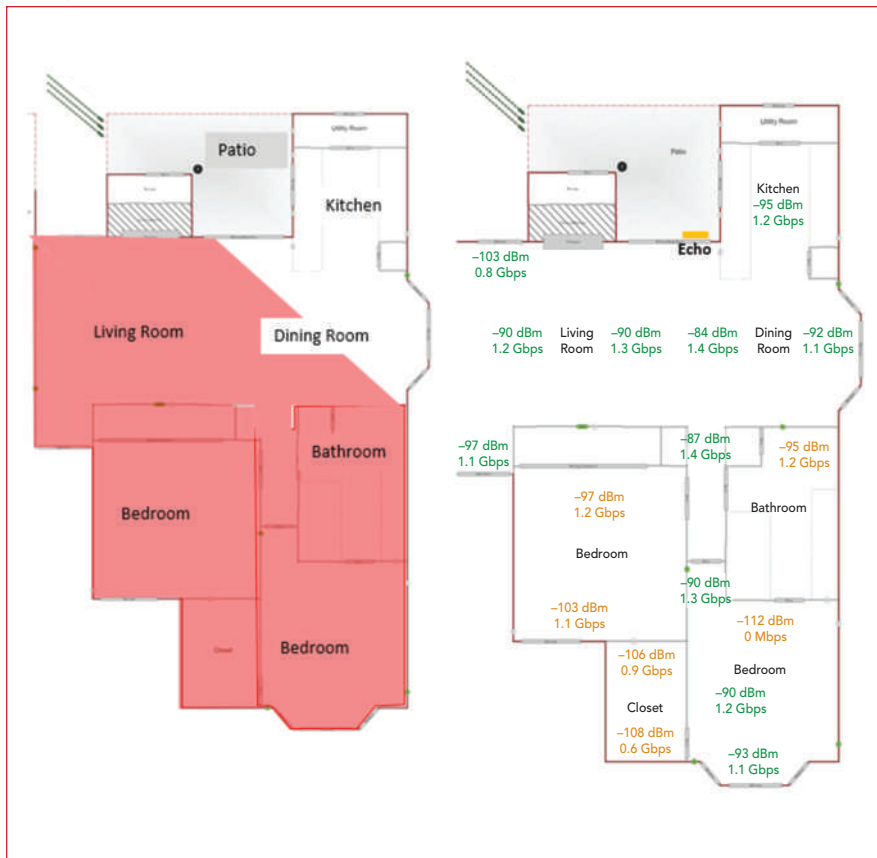 Utility Room
Patio
Kitchen
Living Room
Dining Room
Bathroom
Bedroom
Closet
Bedroom
Utility Room
Patio
Kitchen
–95 dBm
1.2 Gbps
Echo
–103 dBm
0.8 Gbps
–90 dBm
1.2 Gbps
Living
Room
–90 dBm
1.3 Gbps
–84 dBm
1.4 Gbps
Dining
Room
–92 dBm
1.1 Gbps
–97 dBm
1.1 Gbps
–87 dBm
1.4 Gbps
–95 dBm
1.2 Gbps
–97 dBm
1.2 Gbps
Bathroom
Bedroom
–90 dBm
1.3 Gbps
–103 dBm
1.1 Gbps
–112 dBm
0 Mbps
–106 dBm
0.9 Gbps
Bedroom
–90 dBm
1.2 Gbps
Closet
–108 dBm
0.6 Gbps
–93 dBm
1.1 Gbps